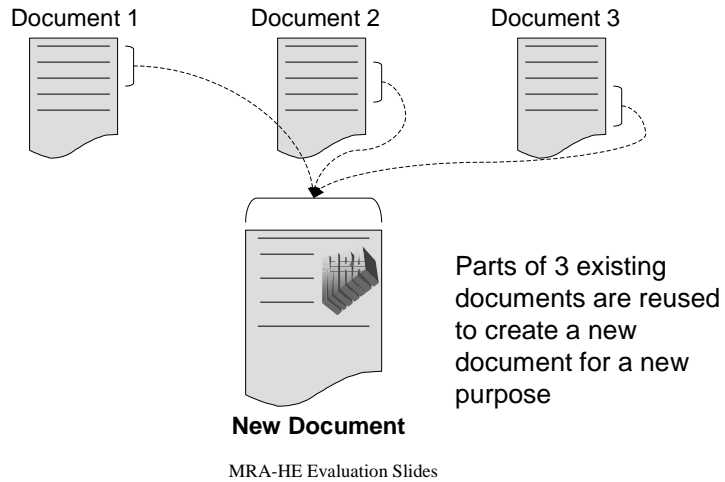 Document 1
Document 2
Document 3
Parts of 3 existing
documents are reused
to create a new
document for a new
purpose
New Document
MRA-HE Evaluation Slides